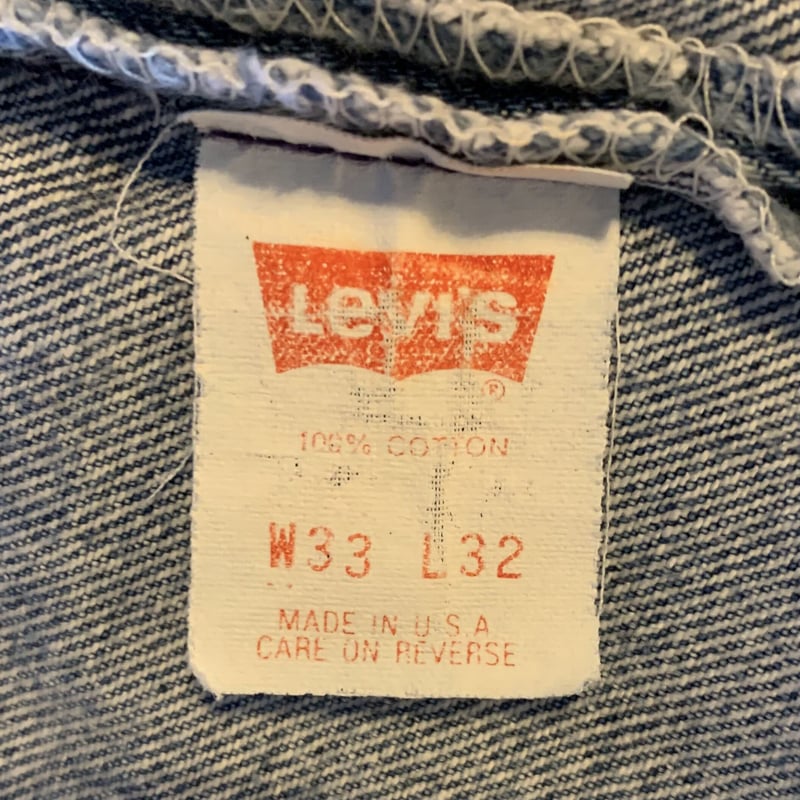 LeVI'S
®
100% COTTON
W33 L32
MADE IN U.S.A
CARE ON REVERSE